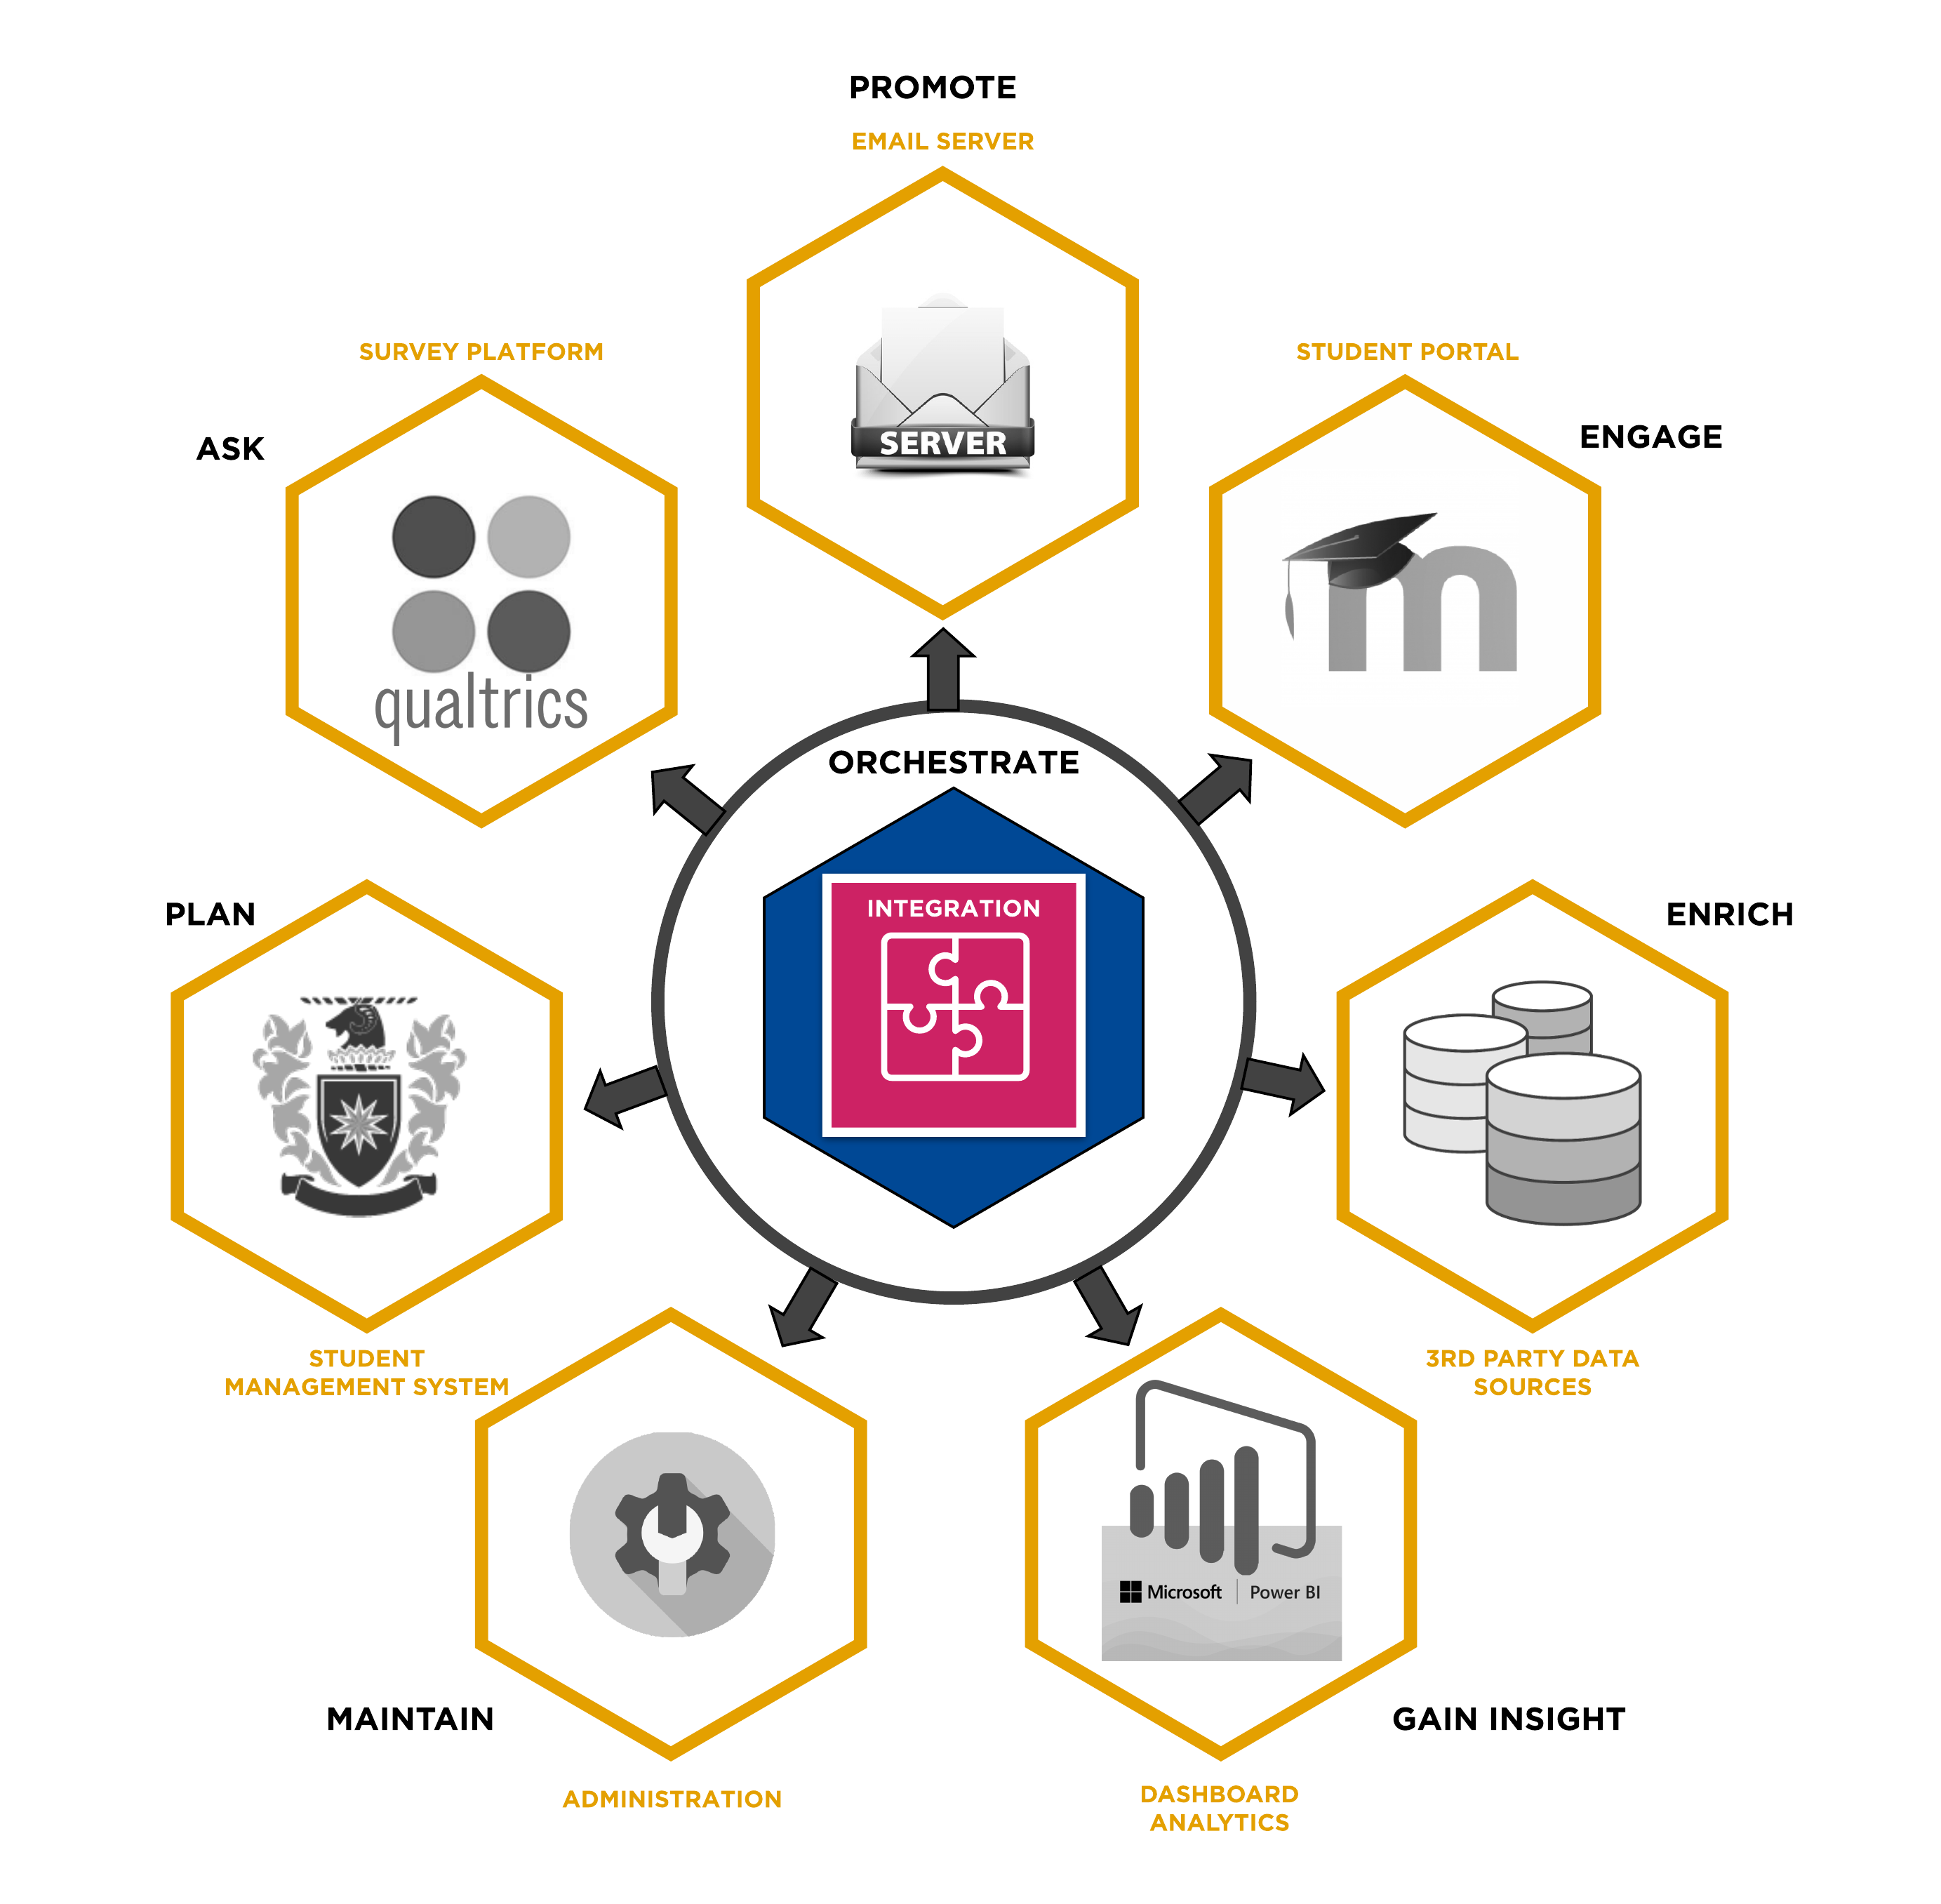 PROMOTE
EMAIL SERVER
SERVER
SURVEY PLATFORM
ASK
qualtrics
STUDENT PORTAL
ENGAGE
m
ORCHESTRATE
INTEGRATION
PLAN
STUDENT
MANAGEMENT SYSTEM
ENRICH
3RD PARTY DATA
SOURCES
MAINTAIN
ADMINISTRATION
Microsoft | Power BI
GAIN INSIGHT
DASHBOARD
ANALYTICS